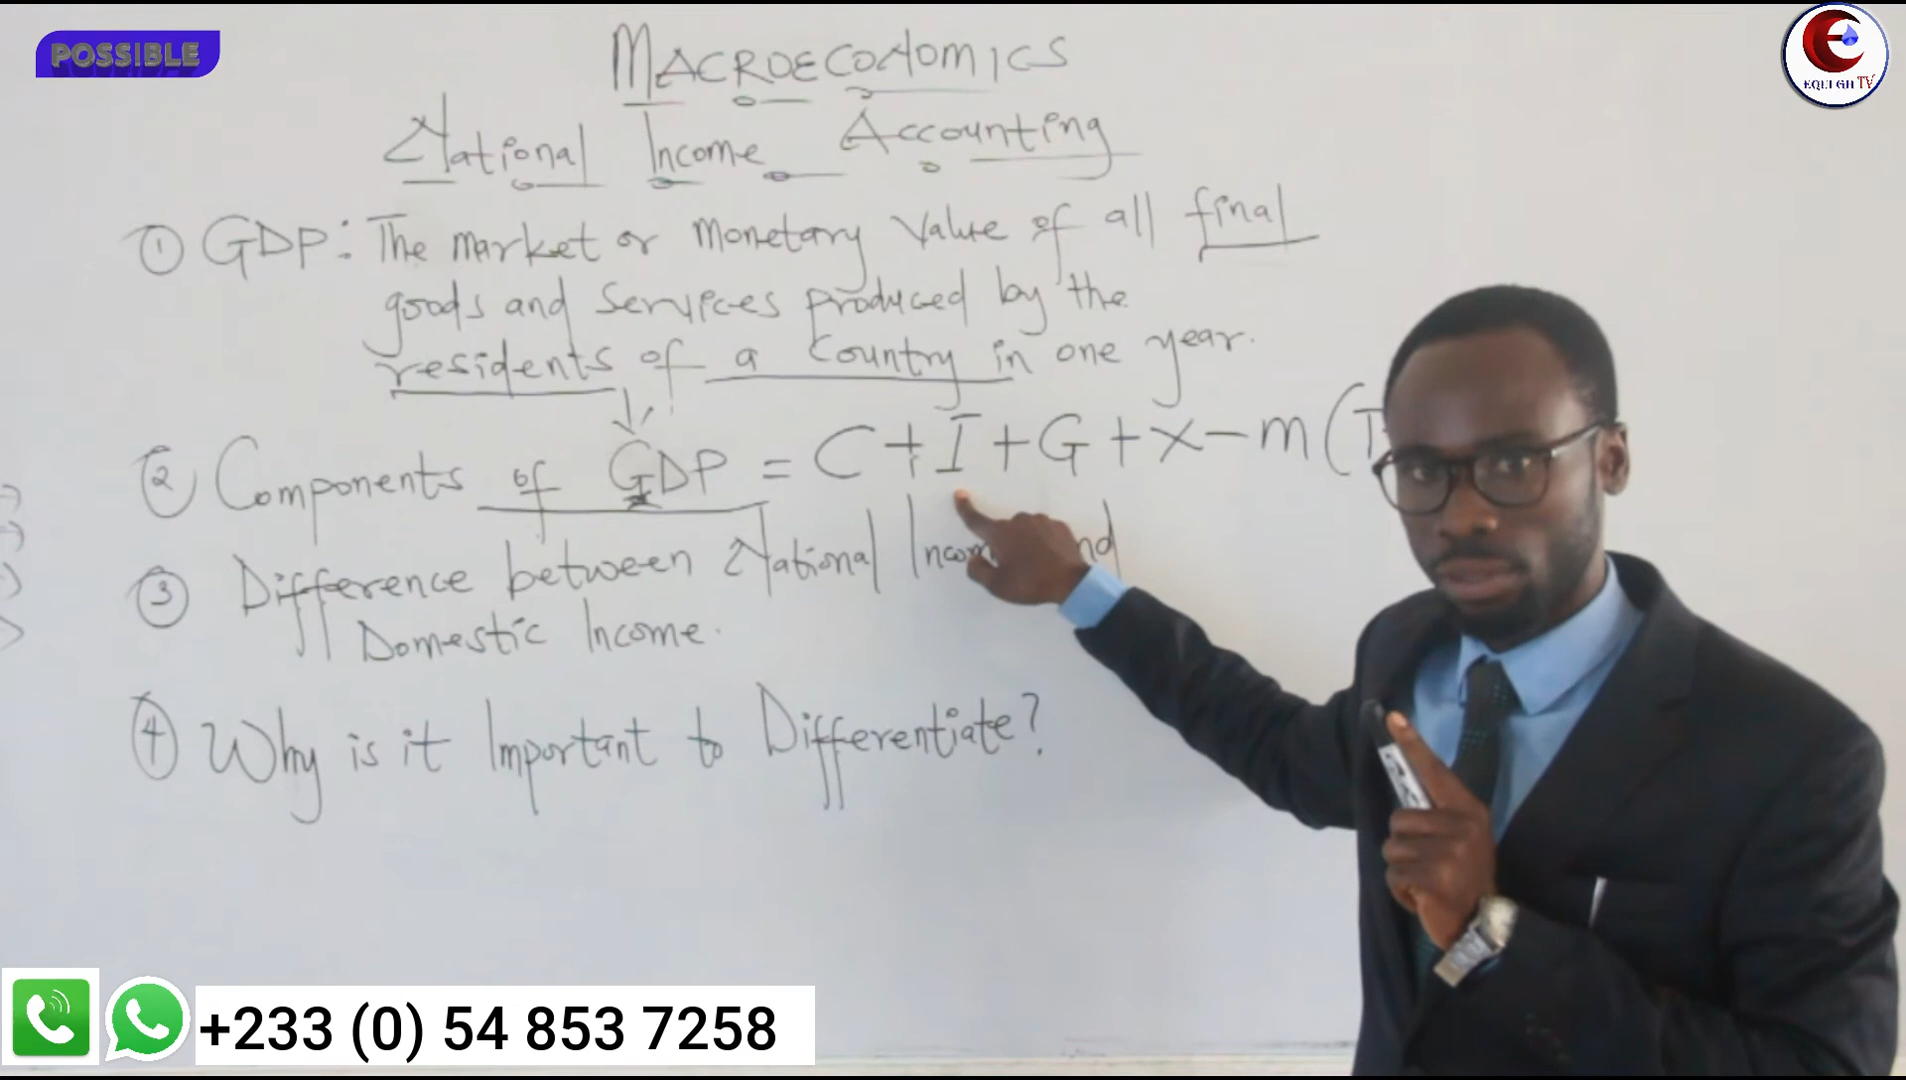 POSSIBLE
EQUI GH TV
MACROECONOMICS
National Income Accounting
① GDP: The market or monetary value of all final
goods and services produced by the
residents of a country in one year.
② Components of GDP = C + I + G + X - m (T
③ Difference between National Income and
Domestic Income.
④ Why is it Important to Differentiate?
+233 (0) 54 853 7258